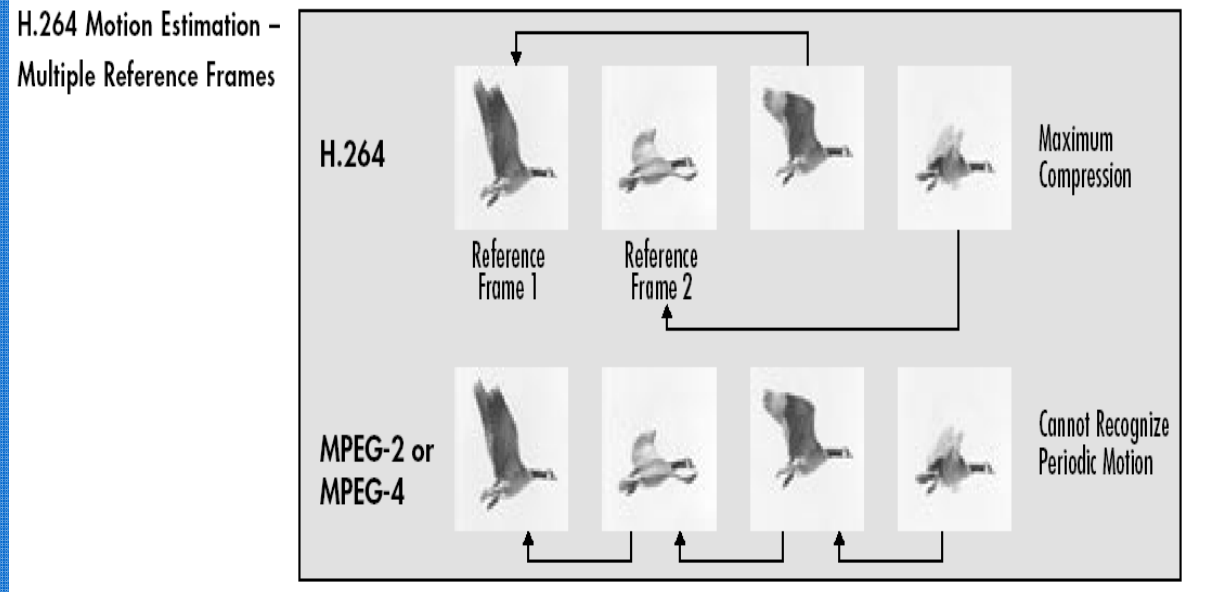 H.264 Motion Estimation –
Multiple Reference Frames
H.264
Maximum
Compression
Reference
Frame 1
Reference
Frame 2
MPEG-2 or
MPEG-4
Cannot Recognize
Periodic Motion